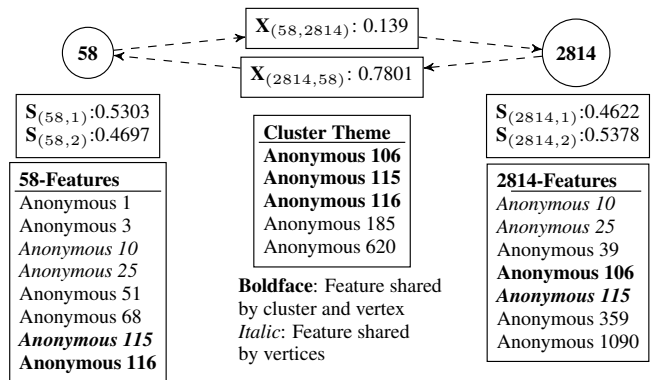 58
X(58,2814): 0.139
X(2814,58): 0.7801
2814
S(58,1):0.5303
S(58,2):0.4697
58-Features
Anonymous 1
Anonymous 3
Anonymous 10
Anonymous 25
Anonymous 51
Anonymous 68
Anonymous 115
Anonymous 116
Cluster Theme
Anonymous 106
Anonymous 115
Anonymous 116
Anonymous 185
Anonymous 620
Boldface: Feature shared
by cluster and vertex
Italic: Feature shared
by vertices
S(2814,1):0.4622
S(2814,2):0.5378
2814-Features
Anonymous 10
Anonymous 25
Anonymous 39
Anonymous 106
Anonymous 115
Anonymous 359
Anonymous 1090